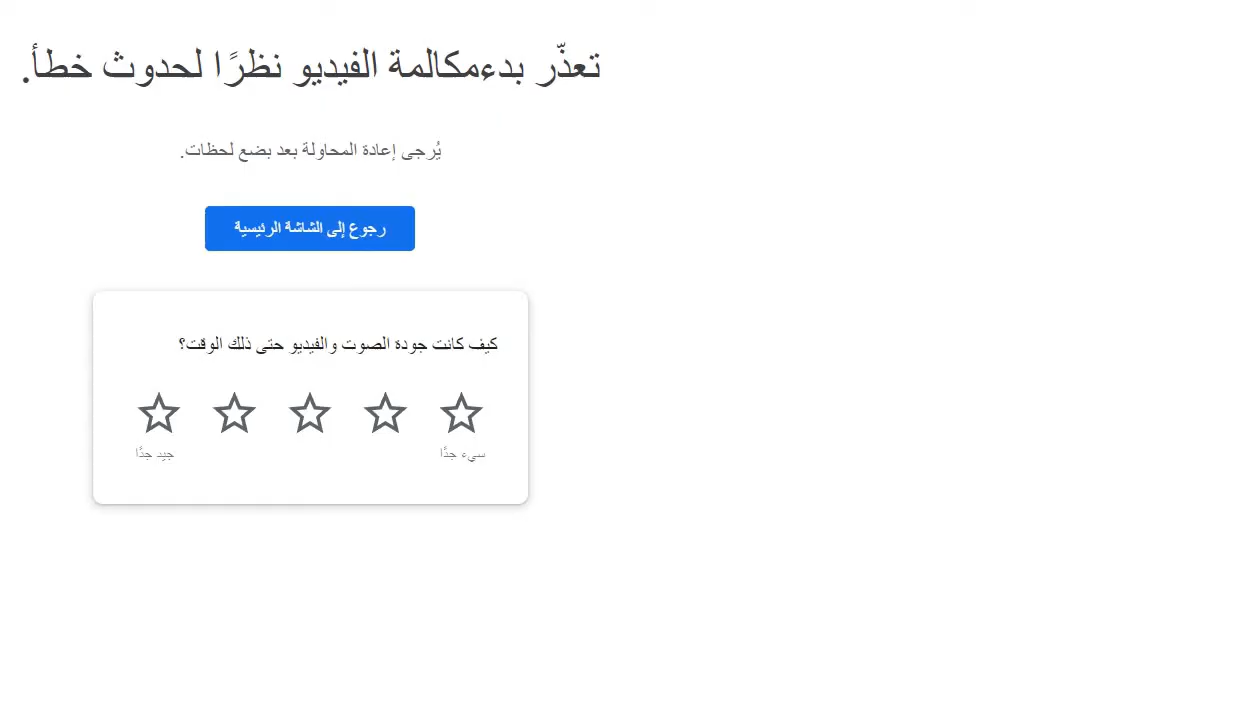 تعذّر بدءمكالمة الفيديو نظرًا لحدوث خطأ.
يُرجى إعادة المحاولة بعد بضع لحظات.
رجوع إلى الشاشة الرئيسية
كيف كانت جودة الصوت والفيديو حتى ذلك الوقت؟
سيء جدًا
جيد جدًا